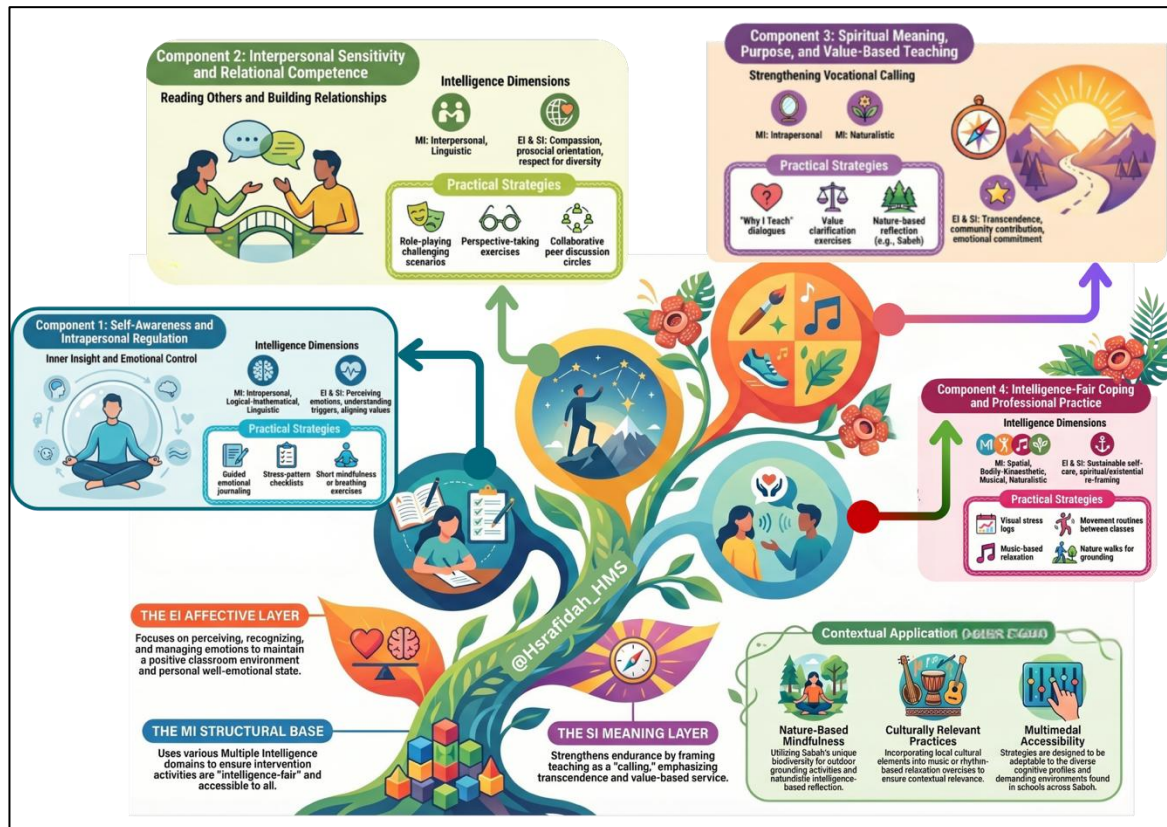 Component 2: Interpersonal Sensitivity
and Relational Competence
Reading Others and Building Relationships
Intelligence Dimensions
MI: Interpersonal,
Linguistic
EI & SI: Compassion,
prosocial orientation,
respect for diversity
Practical Strategies
Role-playing
challenging
scenarios
Perspective-taking
exercises
Collaborative
peer discussion
circles
Component 3: Spiritual Meaning,
Purpose, and Value-Based Teaching
Strengthening Vocational Calling
MI: Intrapersonal
MI: Naturalistic
Practical Strategies
"Why I Teach"
dialogues
Value
clarification
exercises
Nature-based
reflection
(e.g., Sabeh)
EI & SI: Transcendence,
community contribution,
emotional commitment
Component 1: Self-Awareness and
Intrapersonal Regulation
Inner Insight and Emotional Control
Intelligence Dimensions
MI: Intropersonal,
Logical-mathematical,
Linguistic
EI & SI: Perceiving
emotions, understanding
triggers, aligning values
Practical Strategies
Guided
emotional
journaling
Stress-pattern
checklists
Short mindfulness
or breathing
exercises
Component 4: Intelligence-Fair Coping
and Professional Practice
Intelligence Dimensions
MI
MI: Spatial,
Bodily-Kinaesthetic,
Musical, Naturalistic
EI & SI: Sustainable self-
care, spiritual/existential
re-framing
Practical Strategies
Visual stress
logs
Movement routines
between classes
Music-based
relaxation
Nature walks for
grounding
@Hsrafidah_HMS
THE EI AFFECTIVE LAYER
Focuses on perceiving, recognizing,
and managing emotions to maintain
a positive classroom environment
and personal well-emotional state.
THE MI STRUCTURAL BASE
Uses various Multiple Intelligence
domains to ensure intervention
activities are "intelligence-fair" and
accessible to all.
THE SI MEANING LAYER
Strengthens endurance by framing
teaching as a "calling," emphasizing
transcendence and value-based service.
Contextual Application
Nature-Based
Mindfulness
Utilizing Sabah's unique
biodiversity for outdoor
grounding activities and
natundistic intelligence-
based reflection.
Culturally Relevant
Practices
Incorporating local cultural
elements into music or rhythm-
based relaxation overcises to
ensure contextual relevance.
Multimedal
Accessibility
Strategies are designed to be
adeptable to the diverse
cognitive profiles and
demanding environments found
in schools across Saboh.